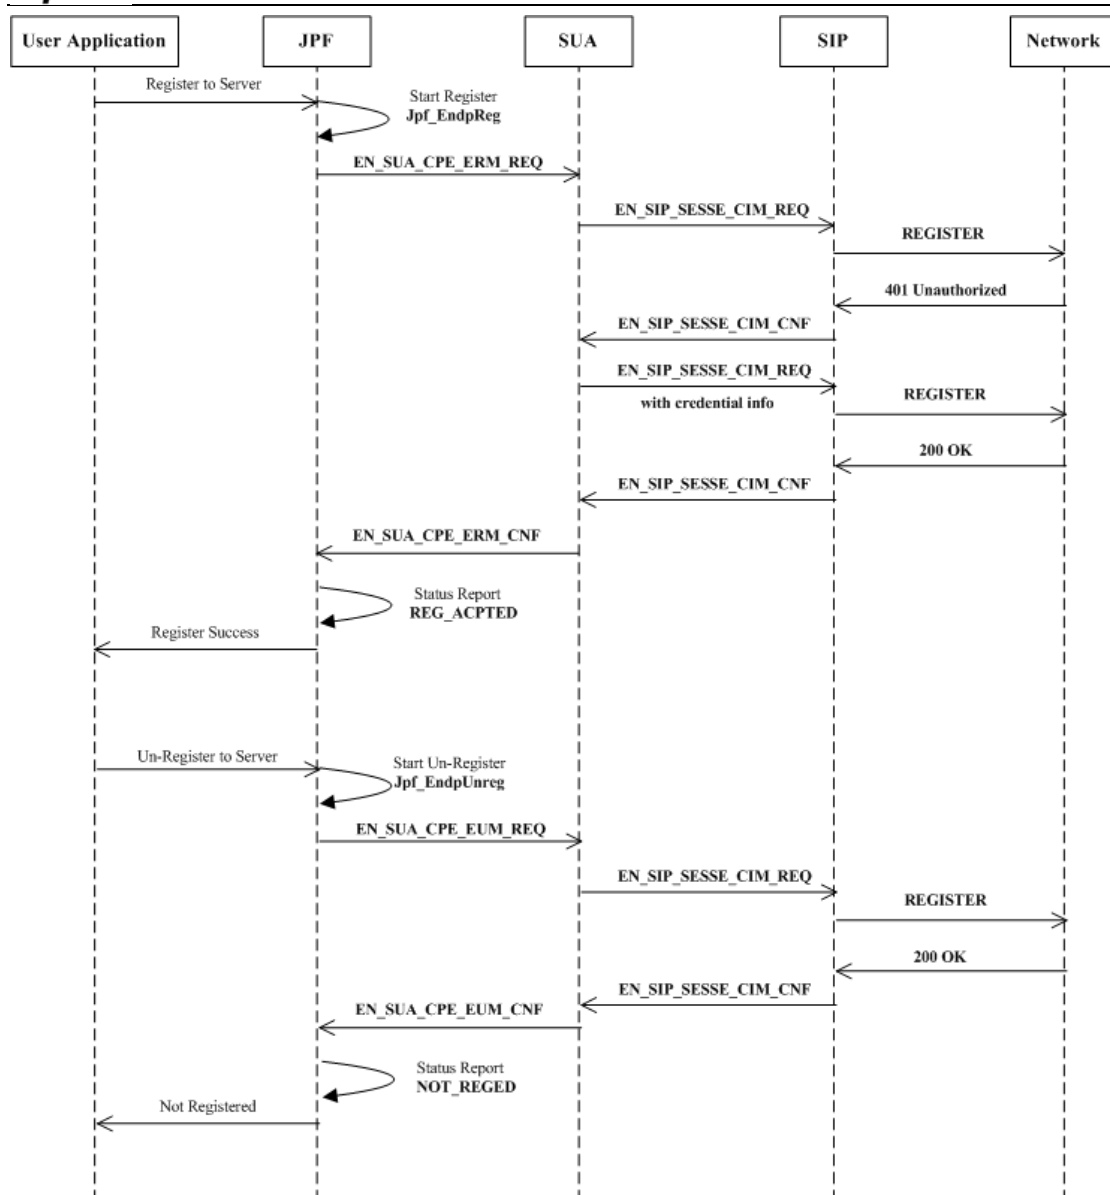 User Application
JPF
SUA
SIP
Network
Register to Server
Start Register
Jpf_EndpReg
EN_SUA_CPE_ERM_REQ
EN_SIP_SESSE_CIM_REQ
REGISTER
401 Unauthorized
EN_SIP_SESSE_CIM_CNF
EN_SIP_SESSE_CIM_REQ
with credential info
REGISTER
200 OK
EN_SIP_SESSE_CIM_CNF
EN_SUA_CPE_ERM_CNF
Status Report
REG_ACPTED
Register Success
Un-Register to Server
Start Un-Register
Jpf_EndpUnreg
EN_SUA_CPE_EUM_REQ
EN_SIP_SESSE_CIM_REQ
REGISTER
200 OK
EN_SIP_SESSE_CIM_CNF
EN_SUA_CPE_EUM_CNF
Status Report
NOT_REGED
Not Registered